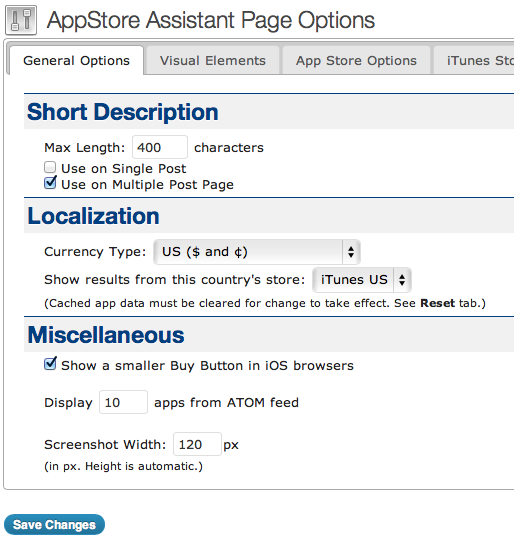 AppStore Assistant Page Options
General Options
Visual Elements
App Store Options
iTunes Sto
Short Description
Max Length: 400 characters
Use on Single Post
Use on Multiple Post Page
Localization
Currency Type: US ($ and ¢)
Show results from this country's store: iTunes US
(Cached app data must be cleared for change to take effect. See Reset tab.)
Miscellaneous
Show a smaller Buy Button in iOS browsers
Display 10 apps from ATOM feed
Screenshot Width: 120 px
(in px. Height is automatic.)
Save Changes